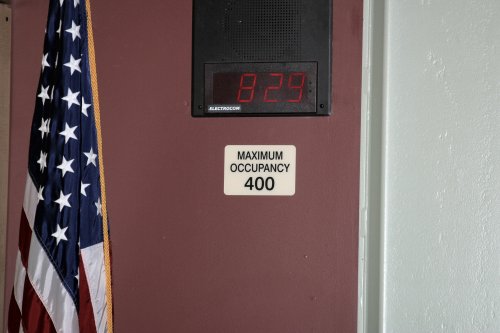 8:29
ELECTROCOM
MAXIMUM
OCCUPANCY
400